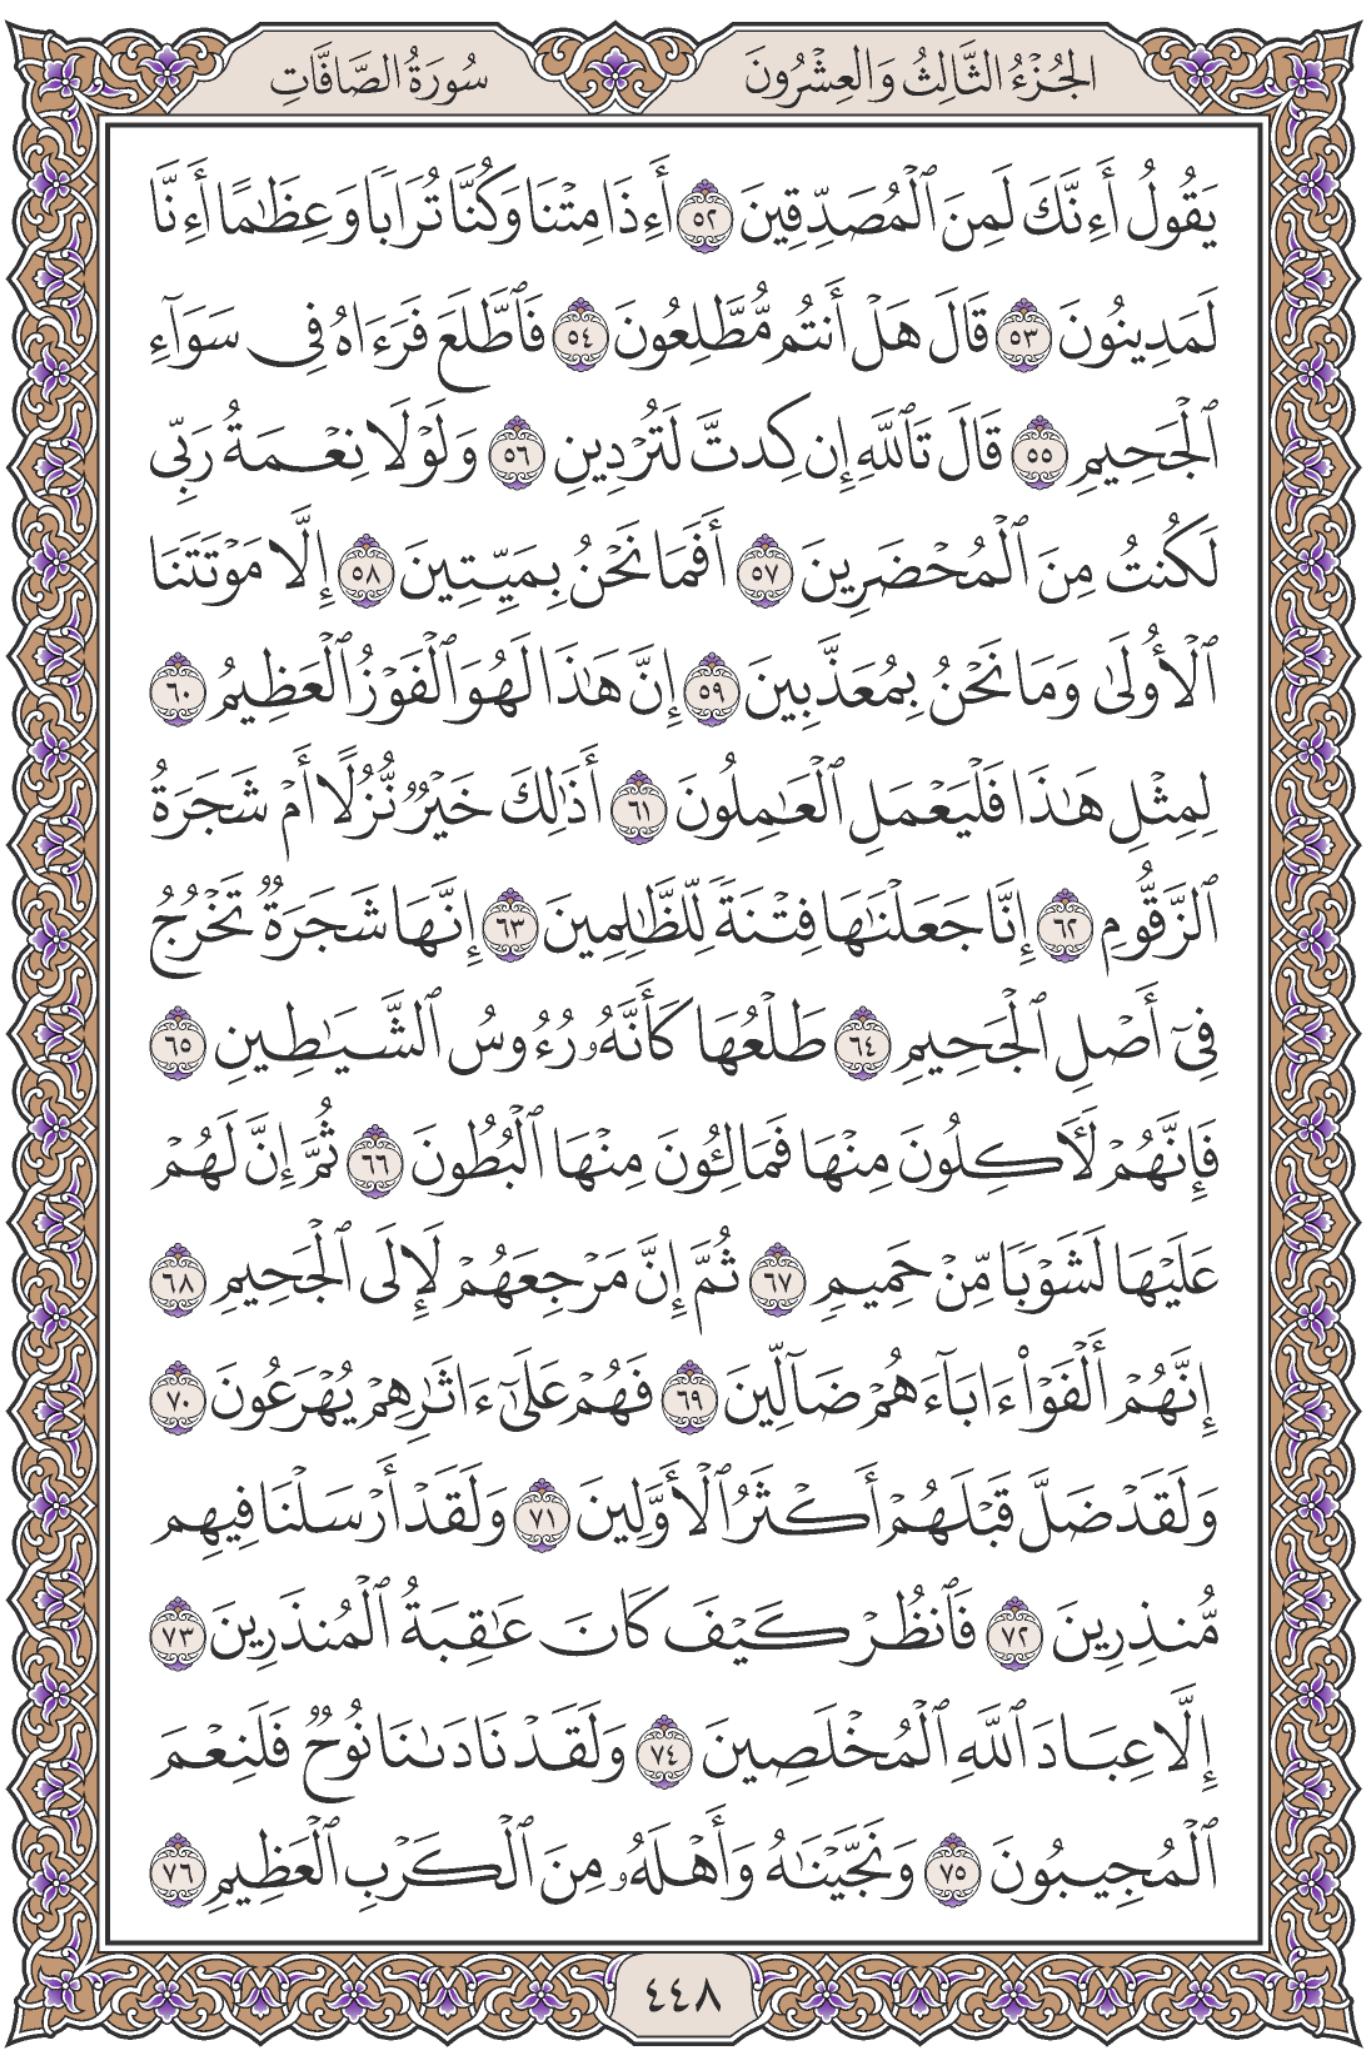 الجُزْءُ الثَّالِثُ وَالعِشْرُونَ
سُورَةُ الصَّافَّاتِ
يَقُولُ أَءِنَّكَ لَمِنَ ٱلْمُصَدِّقِينَ ٥٢ أَءِذَا مِتْنَا وَكُنَّا تُرَابٗا وَعِظَٰمًا أَءِنَّا
لَمَدِينُونَ ٥٣ قَالَ هَلْ أَنتُم مُّطَّلِعُونَ ٥٤ فَٱطَّلَعَ فَرَءَاهُ فِى سَوَآءِ
ٱلْجَحِيمِ ٥٥ قَالَ تَٱللَّهِ إِن كِدتَّ لَتُرْدِينِ ٥٦ وَلَوْلَا نِعْمَةُ رَبِّى
لَكُنتُ مِنَ ٱلْمُحْضَرِينَ ٥٧ أَفَمَا نَحْنُ بِمَيِّتِينَ ٥٨ إِلَّا مَوْتَتَنَا
ٱلْأُولَىٰ وَمَا نَحْنُ بِمُعَذَّبِينَ ٥٩ إِنَّ هَٰذَا لَهُوَ ٱلْفَوْزُ ٱلْعَظِيمُ ٦٠
لِمِثْلِ هَٰذَا فَلْيَعْمَلِ ٱلْعَٰمِلُونَ ٦١ أَذَٰلِكَ خَيْرٞ نُّزُلًا أَمْ شَجَرَةُ
ٱلزَّقُّومِ ٦٢ إِنَّا جَعَلْنَٰهَا فِتْنَةٗ لِّلظَّٰلِمِينَ ٦٣ إِنَّهَا شَجَرَةٞ تَخْرُجُ
فِىٓ أَصْلِ ٱلْجَحِيمِ ٦٤ طَلْعُهَا كَأَنَّهُۥ رُءُوسُ ٱلشَّيَٰطِينِ ٦٥
فَإِنَّهُمْ لَءَاكِلُونَ مِنْهَا فَمَالِـُٔونَ مِنْهَا ٱلْبُطُونَ ٦٦ ثُمَّ إِنَّ لَهُمْ
عَلَيْهَا لَشَوْبٗا مِّنْ حَمِيمٖ ٦٧ ثُمَّ إِنَّ مَرْجِعَهُمْ لَإِلَى ٱلْجَحِيمِ ٦٨
إِنَّهُمْ أَلْفَوْا۟ ءَابَآءَهُمْ ضَآلِّينَ ٦٩ فَهُمْ عَلَىٰٓ ءَاثَٰرِهِمْ يُهْرَعُونَ ٧٠
وَلَقَدْ ضَلَّ قَبْلَهُمْ أَكْثَرُ ٱلْأَوَّلِينَ ٧١ وَلَقَدْ أَرْسَلْنَا فِيهِم
مُّنذِرِينَ ٧٢ فَٱنظُرْ كَيْفَ كَانَ عَٰقِبَةُ ٱلْمُنذَرِينَ ٧٣
إِلَّا عِبَادَ ٱللَّهِ ٱلْمُخْلَصِينَ ٧٤ وَلَقَدْ نَادَىٰنَا نُوحٞ فَلَنِعْمَ
ٱلْمُجِيبُونَ ٧٥ وَنَجَّيْنَٰهُ وَأَهْلَهُۥ مِنَ ٱلْكَرْبِ ٱلْعَظِيمِ ٧٦
٤٤٨